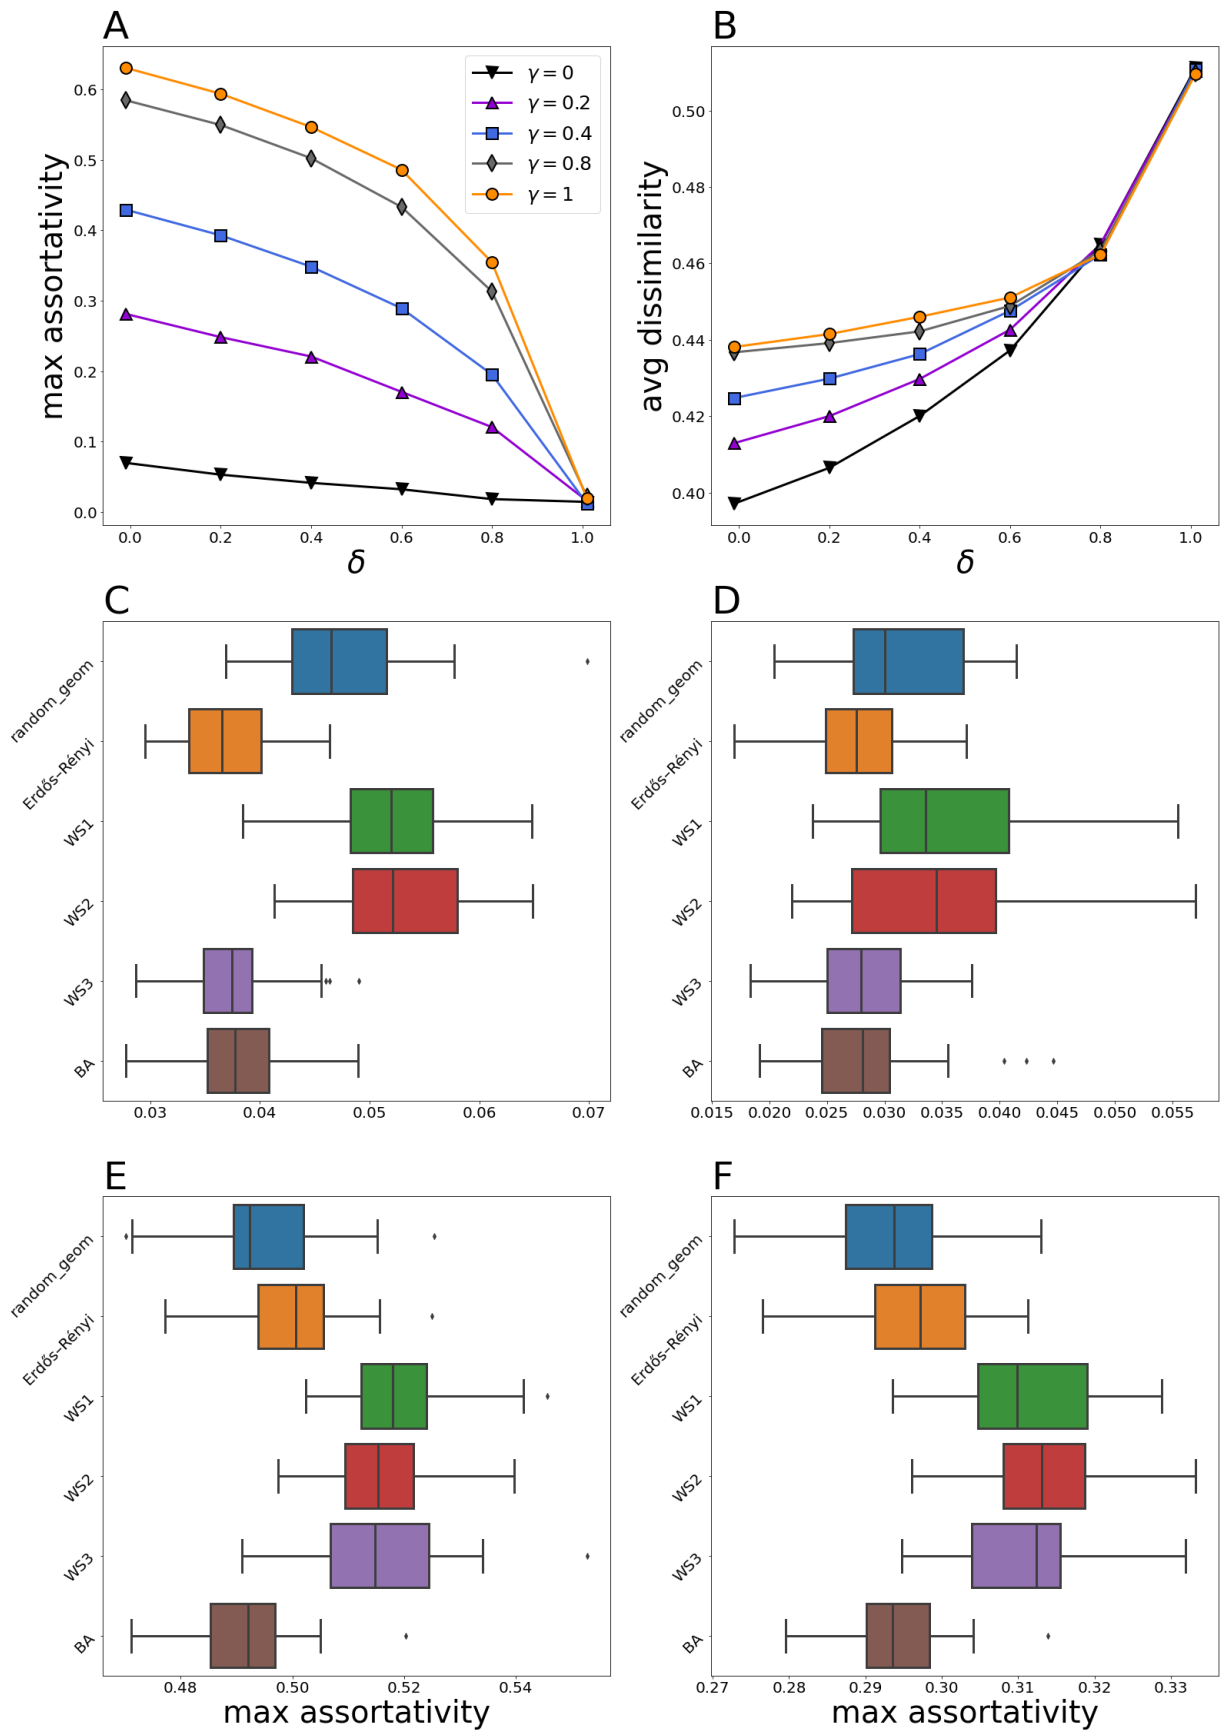 A
max assortativity
0.6
0.5
0.4
0.3
0.2
0.1
0.0
γ = 0
γ = 0.2
γ = 0.4
γ = 0.8
γ = 1
0.0 0.2 0.4 0.6 0.8 1.0
δ
B
avg dissimilarity
0.50
0.48
0.46
0.44
0.42
0.40
0.0 0.2 0.4 0.6 0.8 1.0
δ
C
random_geom
Erdős–Rényi
WS1
WS2
WS3
BA
0.03 0.04 0.05 0.06 0.07
D
random_geom
Erdős–Rényi
WS1
WS2
WS3
BA
0.015 0.020 0.025 0.030 0.035 0.040 0.045 0.050 0.055
E
random_geom
Erdős–Rényi
WS1
WS2
WS3
BA
0.48 0.50 0.52 0.54
max assortativity
F
random_geom
Erdős–Rényi
WS1
WS2
WS3
BA
0.27 0.28 0.29 0.30 0.31 0.32 0.33
max assortativity